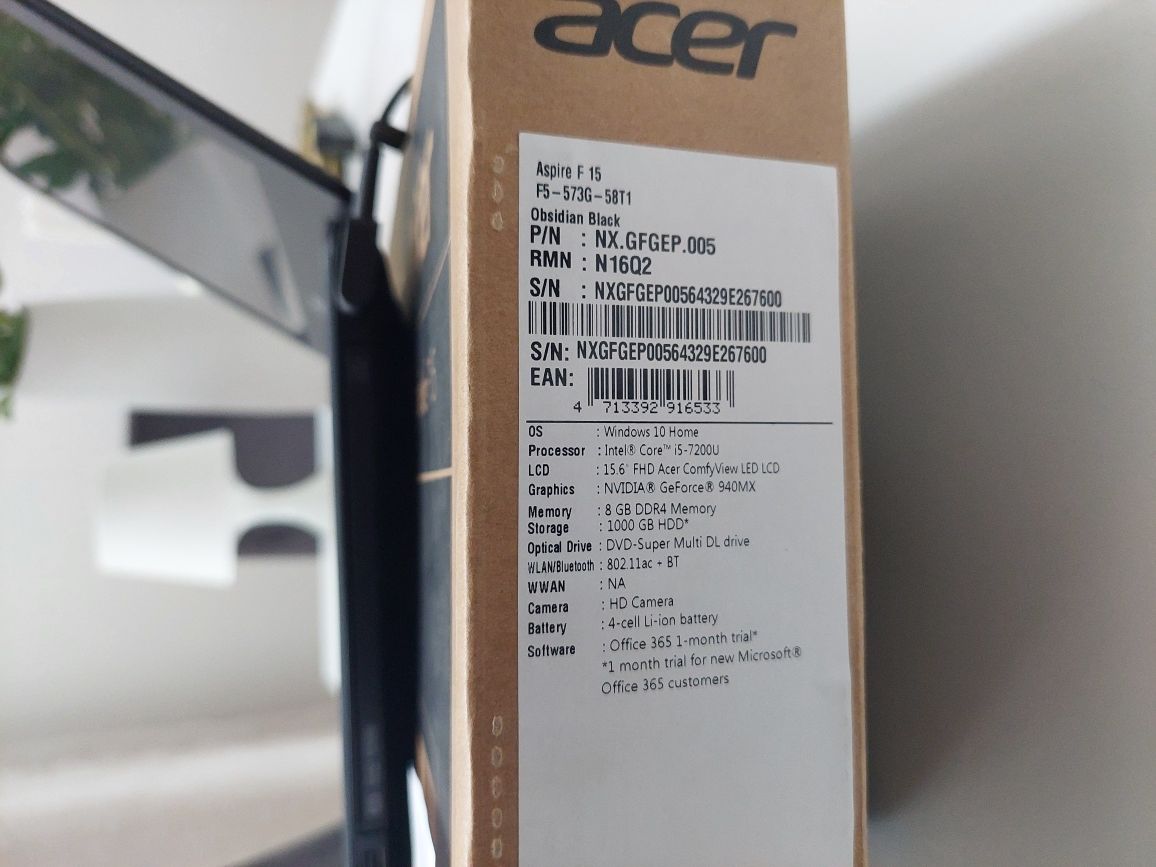 acer
Aspire F 15
F5-573G-58T1
Obsidian Black
P/N : NX.GFGEP.005
RMN : N16Q2
S/N : NXGFGEP00564329E267600
S/N: NXGFGEP00564329E267600
EAN:
4 713392 916533
OS : Windows 10 Home
Processor : Intel® Core™ i5-7200U
LCD : 15.6" FHD Acer ComfyView LED LCD
Graphics : NVIDIA® GeForce® 940MX
Memory : 8 GB DDR4 Memory
Storage : 1000 GB HDD*
Optical Drive : DVD-Super Multi DL drive
WLAN/Bluetooth : 802.11ac + BT
WWAN : NA
Camera : HD Camera
Battery : 4-cell Li-ion battery
Software : Office 365 1-month trial*
*1 month trial for new Microsoft®
Office 365 customers